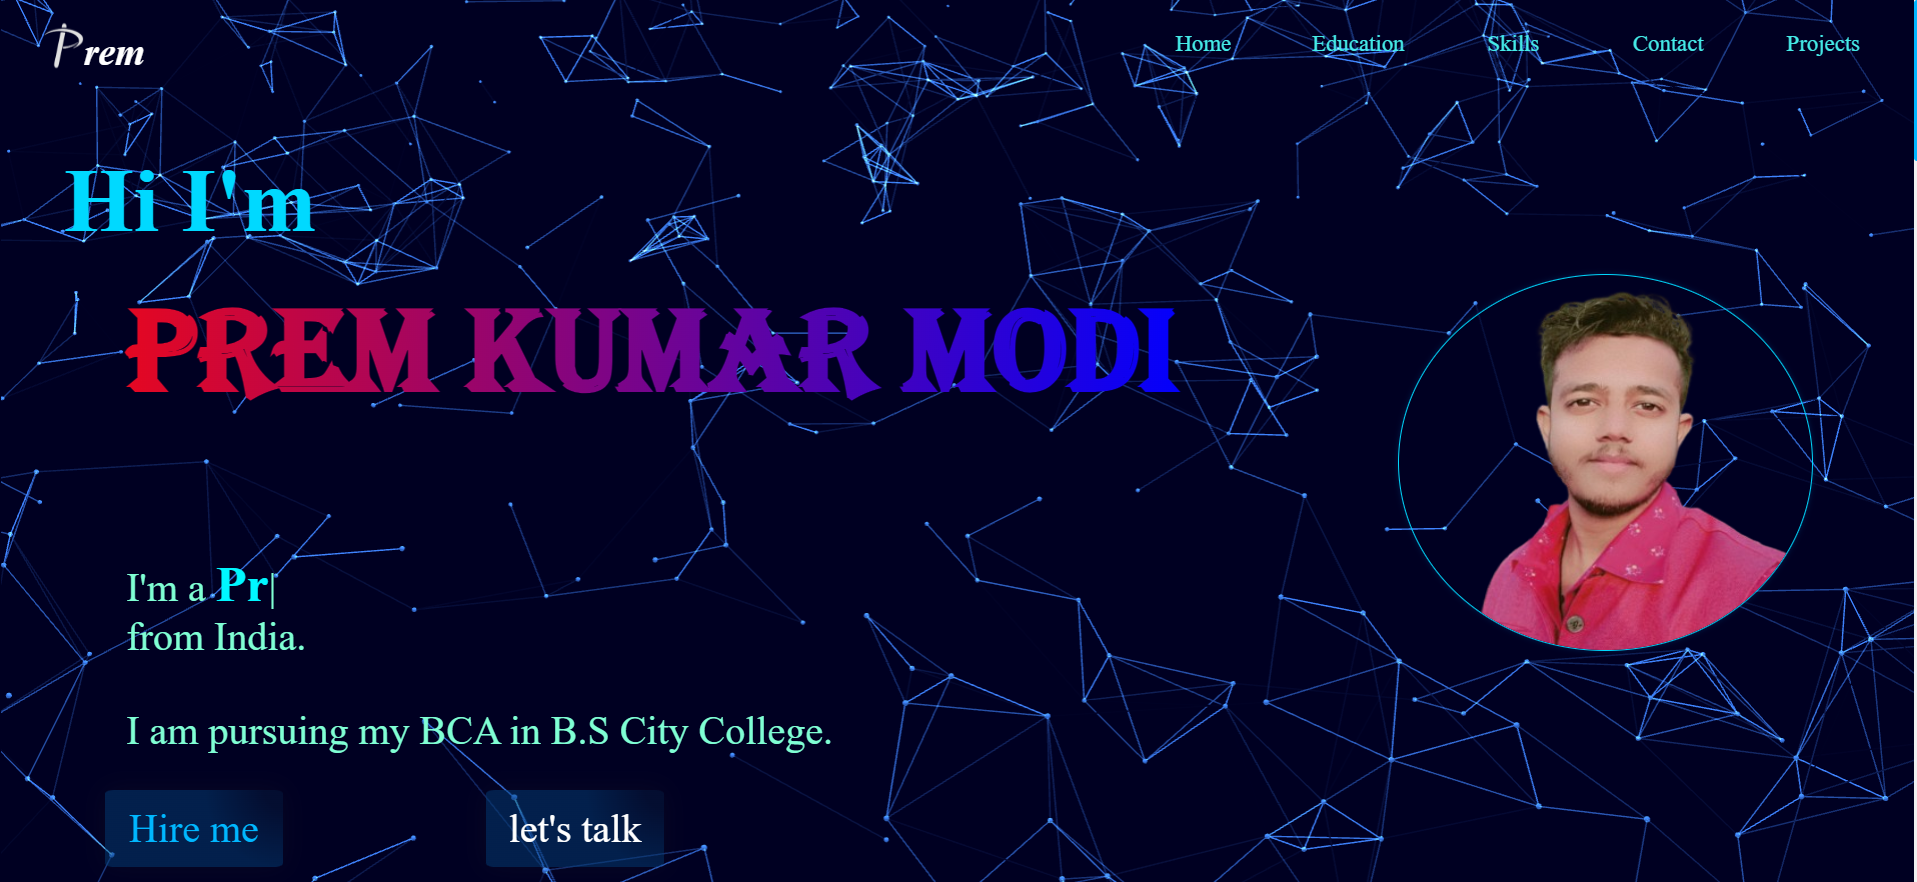 Prem
Home Education Skills Contact Projects
Hi I'm
PREM KUMAR MODI
I'm a Pr|
from India.
I am pursuing my BCA in B.S City College.
Hire me let's talk